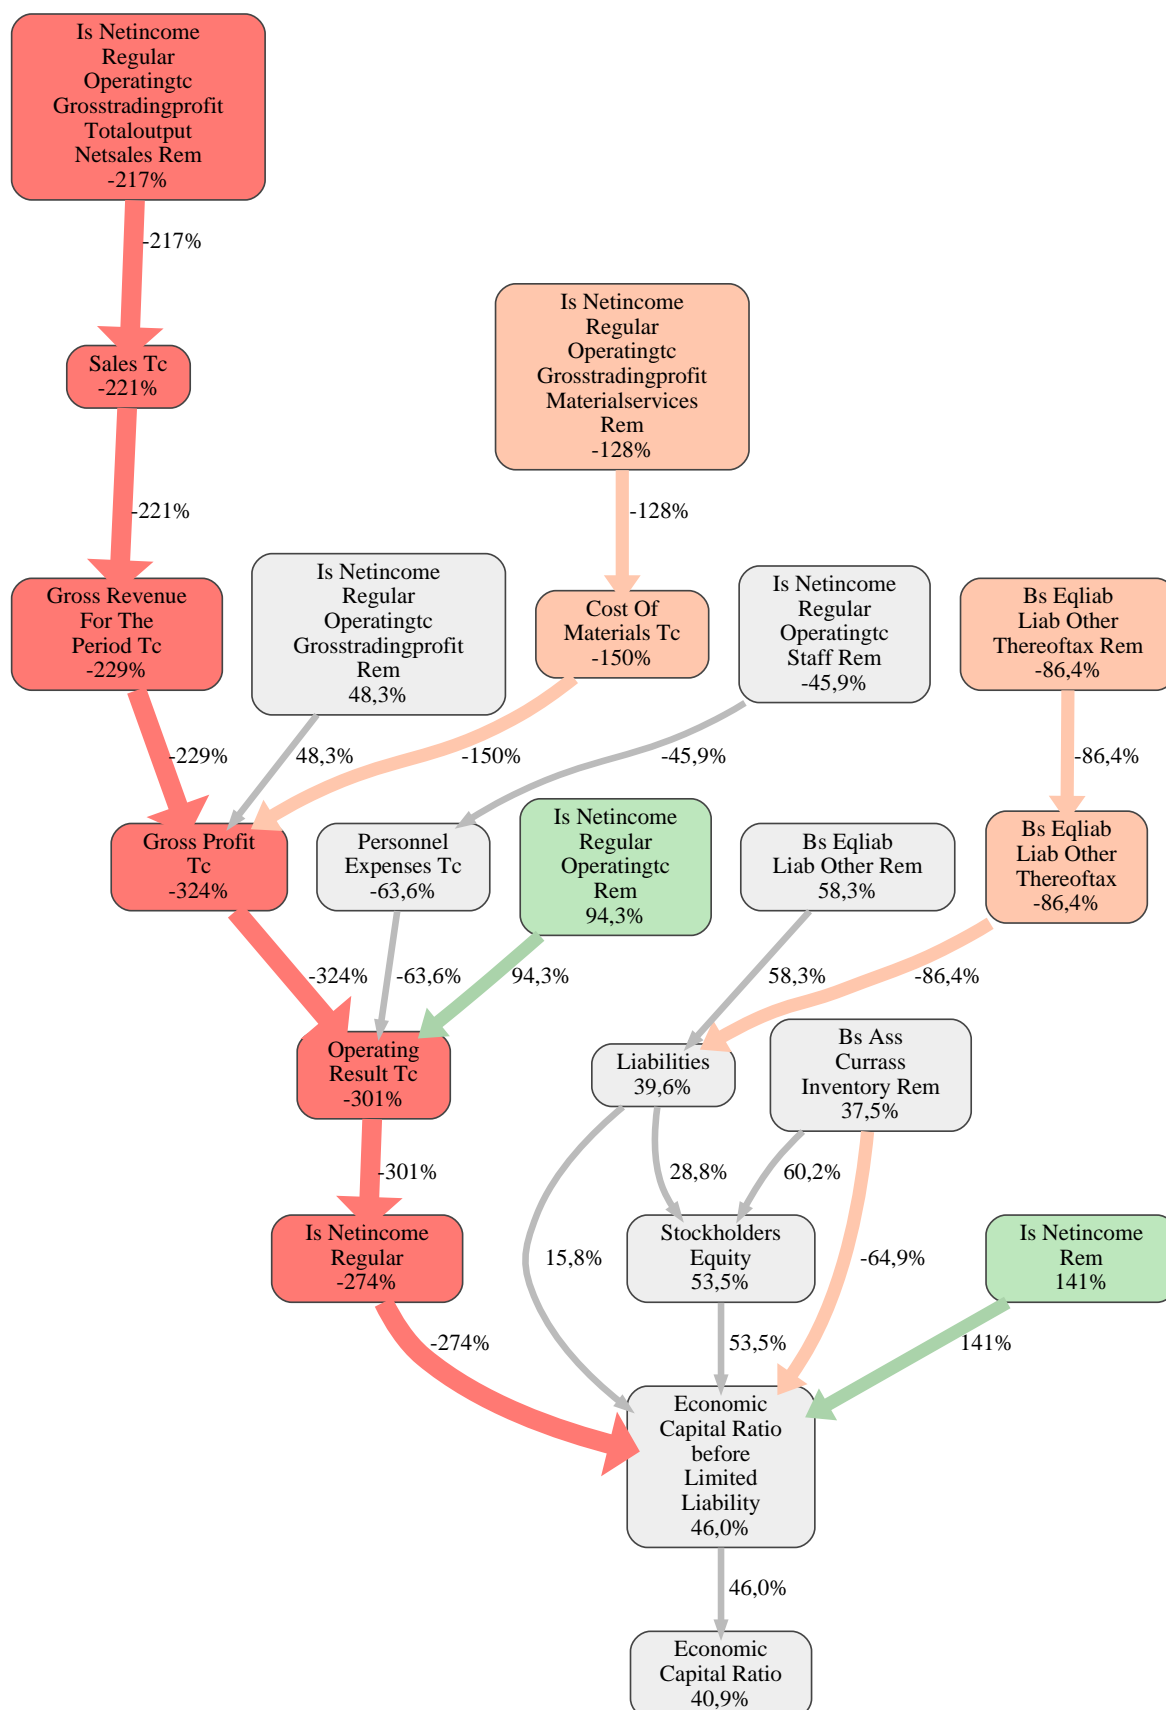 Is Netincome
Regular
Operatingtc
Grosstradingprofit
Totaloutput
Netsales Rem
-217%
-217%
Sales Tc
-221%
Is Netincome
Regular
Operatingtc
Grosstradingprofit
Materialservices
Rem
-128%
-221%
-128%
Gross Revenue
For The
Period Tc
-229%
Is Netincome
Regular
Operatingtc
Grosstradingprofit
Rem
48,3%
Cost Of
Materials Tc
-150%
Is Netincome
Regular
Operatingtc
Staff Rem
-45,9%
Bs Eqliab
Liab Other
Thereoftax Rem
-86,4%
-229%
48,3%
-150%
-45,9%
-86,4%
Gross Profit
Tc
-324%
Personnel
Expenses Tc
-63,6%
Is Netincome
Regular
Operatingtc
Rem
94,3%
Bs Eqliab
Liab Other Rem
58,3%
Bs Eqliab
Liab Other
Thereoftax
-86,4%
-324%
-63,6%
94,3%
58,3%
-86,4%
Operating
Result Tc
-301%
Liabilities
39,6%
Bs Ass
Currass
Inventory Rem
37,5%
-301%
28,8%
60,2%
Is Netincome
Regular
-274%
15,8%
Stockholders
Equity
53,5%
-64,9%
Is Netincome
Rem
141%
-274%
53,5%
141%
Economic
Capital Ratio
before
Limited
Liability
46,0%
46,0%
Economic
Capital Ratio
40,9%